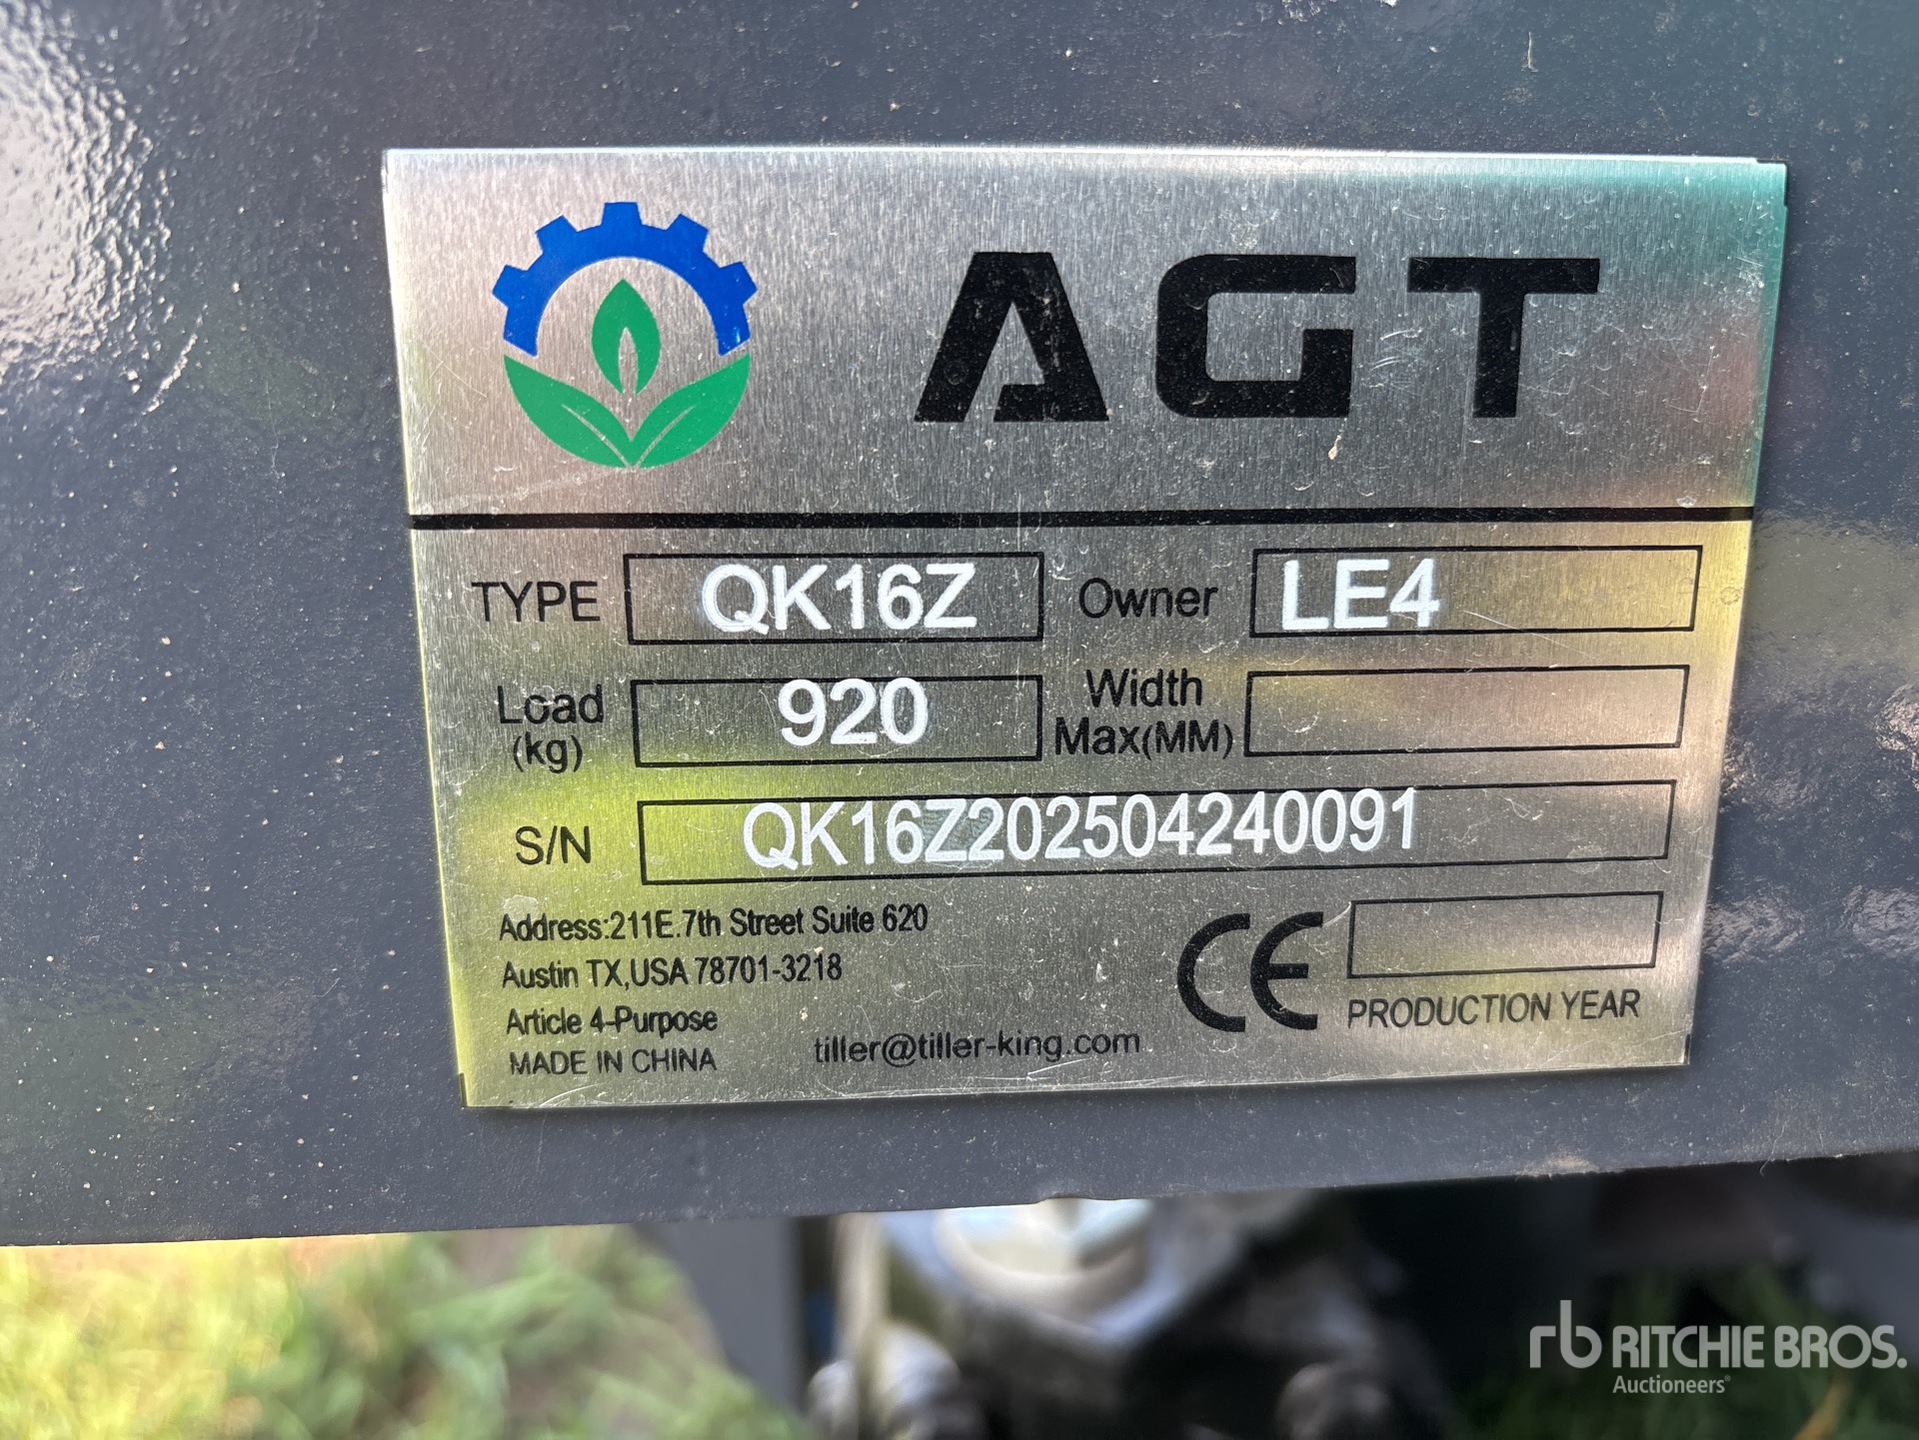 AGT
TYPE QK16Z Owner LE4
Load (kg) 920 Width Max(MM)
S/N QK16Z202504240091
Address:211E.7th Street Suite 620
Austin TX,USA 78701-3218
Article 4-Purpose
MADE IN CHINA
tiller@tiller-king.com
CE
PRODUCTION YEAR
rb RITCHIE BROS.
Auctioneers®